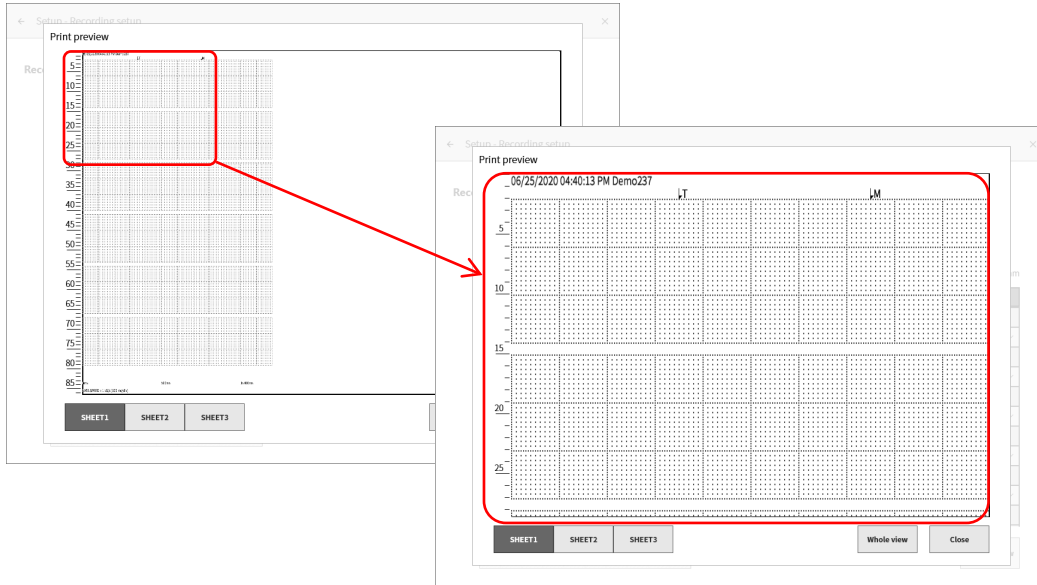 ← Setup - Recording setup ×
Print preview
Rec
5
10
15
20
25
30
35
40
45
50
55
60
65
70
75
80
85
SHEET1 SHEET2 SHEET3
← Setup - Recording setup ×
Print preview
Rec
06/25/2020 04:40:13 PM Demo237
T M
5
10
15
20
25
SHEET1 SHEET2 SHEET3 Whole view Close